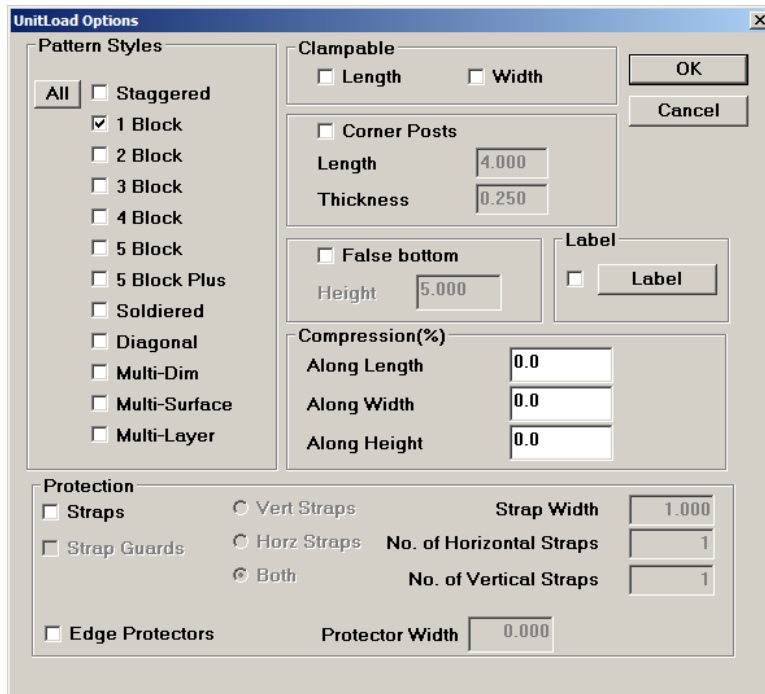 UnitLoad Options
Pattern Styles
All
Staggered
1 Block
2 Block
3 Block
4 Block
5 Block
5 Block Plus
Soldiered
Diagonal
Multi-Dim
Multi-Surface
Multi-Layer
Clampable
Length Width
OK
Cancel
Corner Posts
Length 4.000
Thickness 0.250
False bottom
Height 5.000
Label
Label
Compression(%)
Along Length 0.0
Along Width 0.0
Along Height 0.0
Protection
Straps Vert Straps Strap Width 1.000
Strap Guards Horz Straps No. of Horizontal Straps 1
Both No. of Vertical Straps 1
Edge Protectors Protector Width 0.000